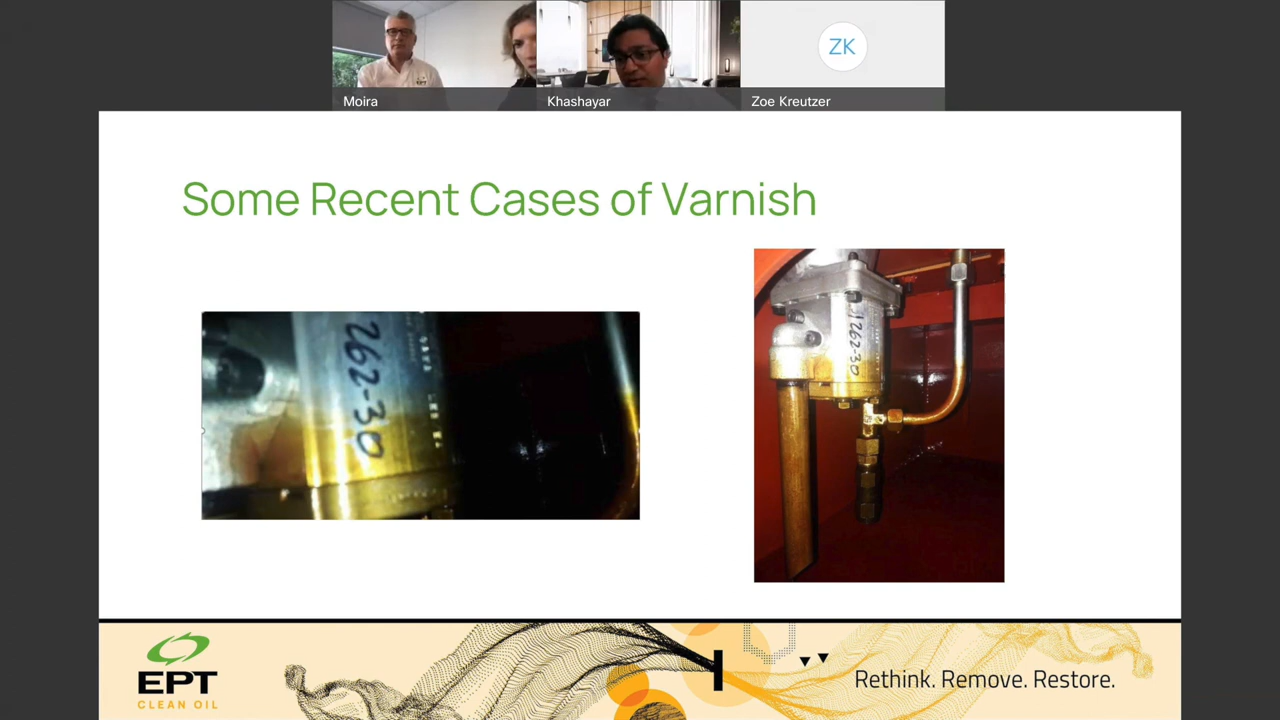 ZK
Moira
Khashayar
Zoe Kreutzer
Some Recent Cases of Varnish
262-30
1262-30
EPT
CLEAN OIL
Rethink. Remove. Restore.